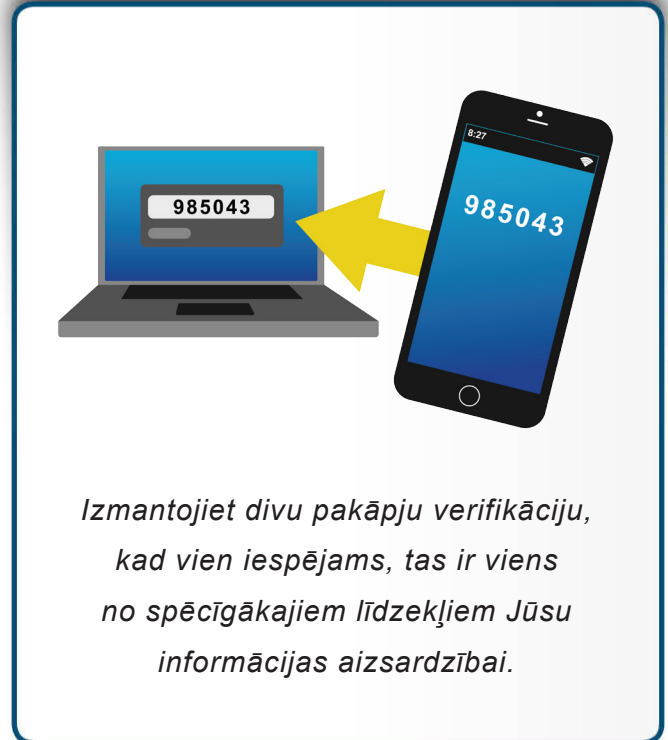 8:27
985043
985043
Izmantojiet divu pakāpju verifikāciju,
kad vien iespējams, tas ir viens
no spēcīgākajiem līdzekļiem Jūsu
informācijas aizsardzībai.